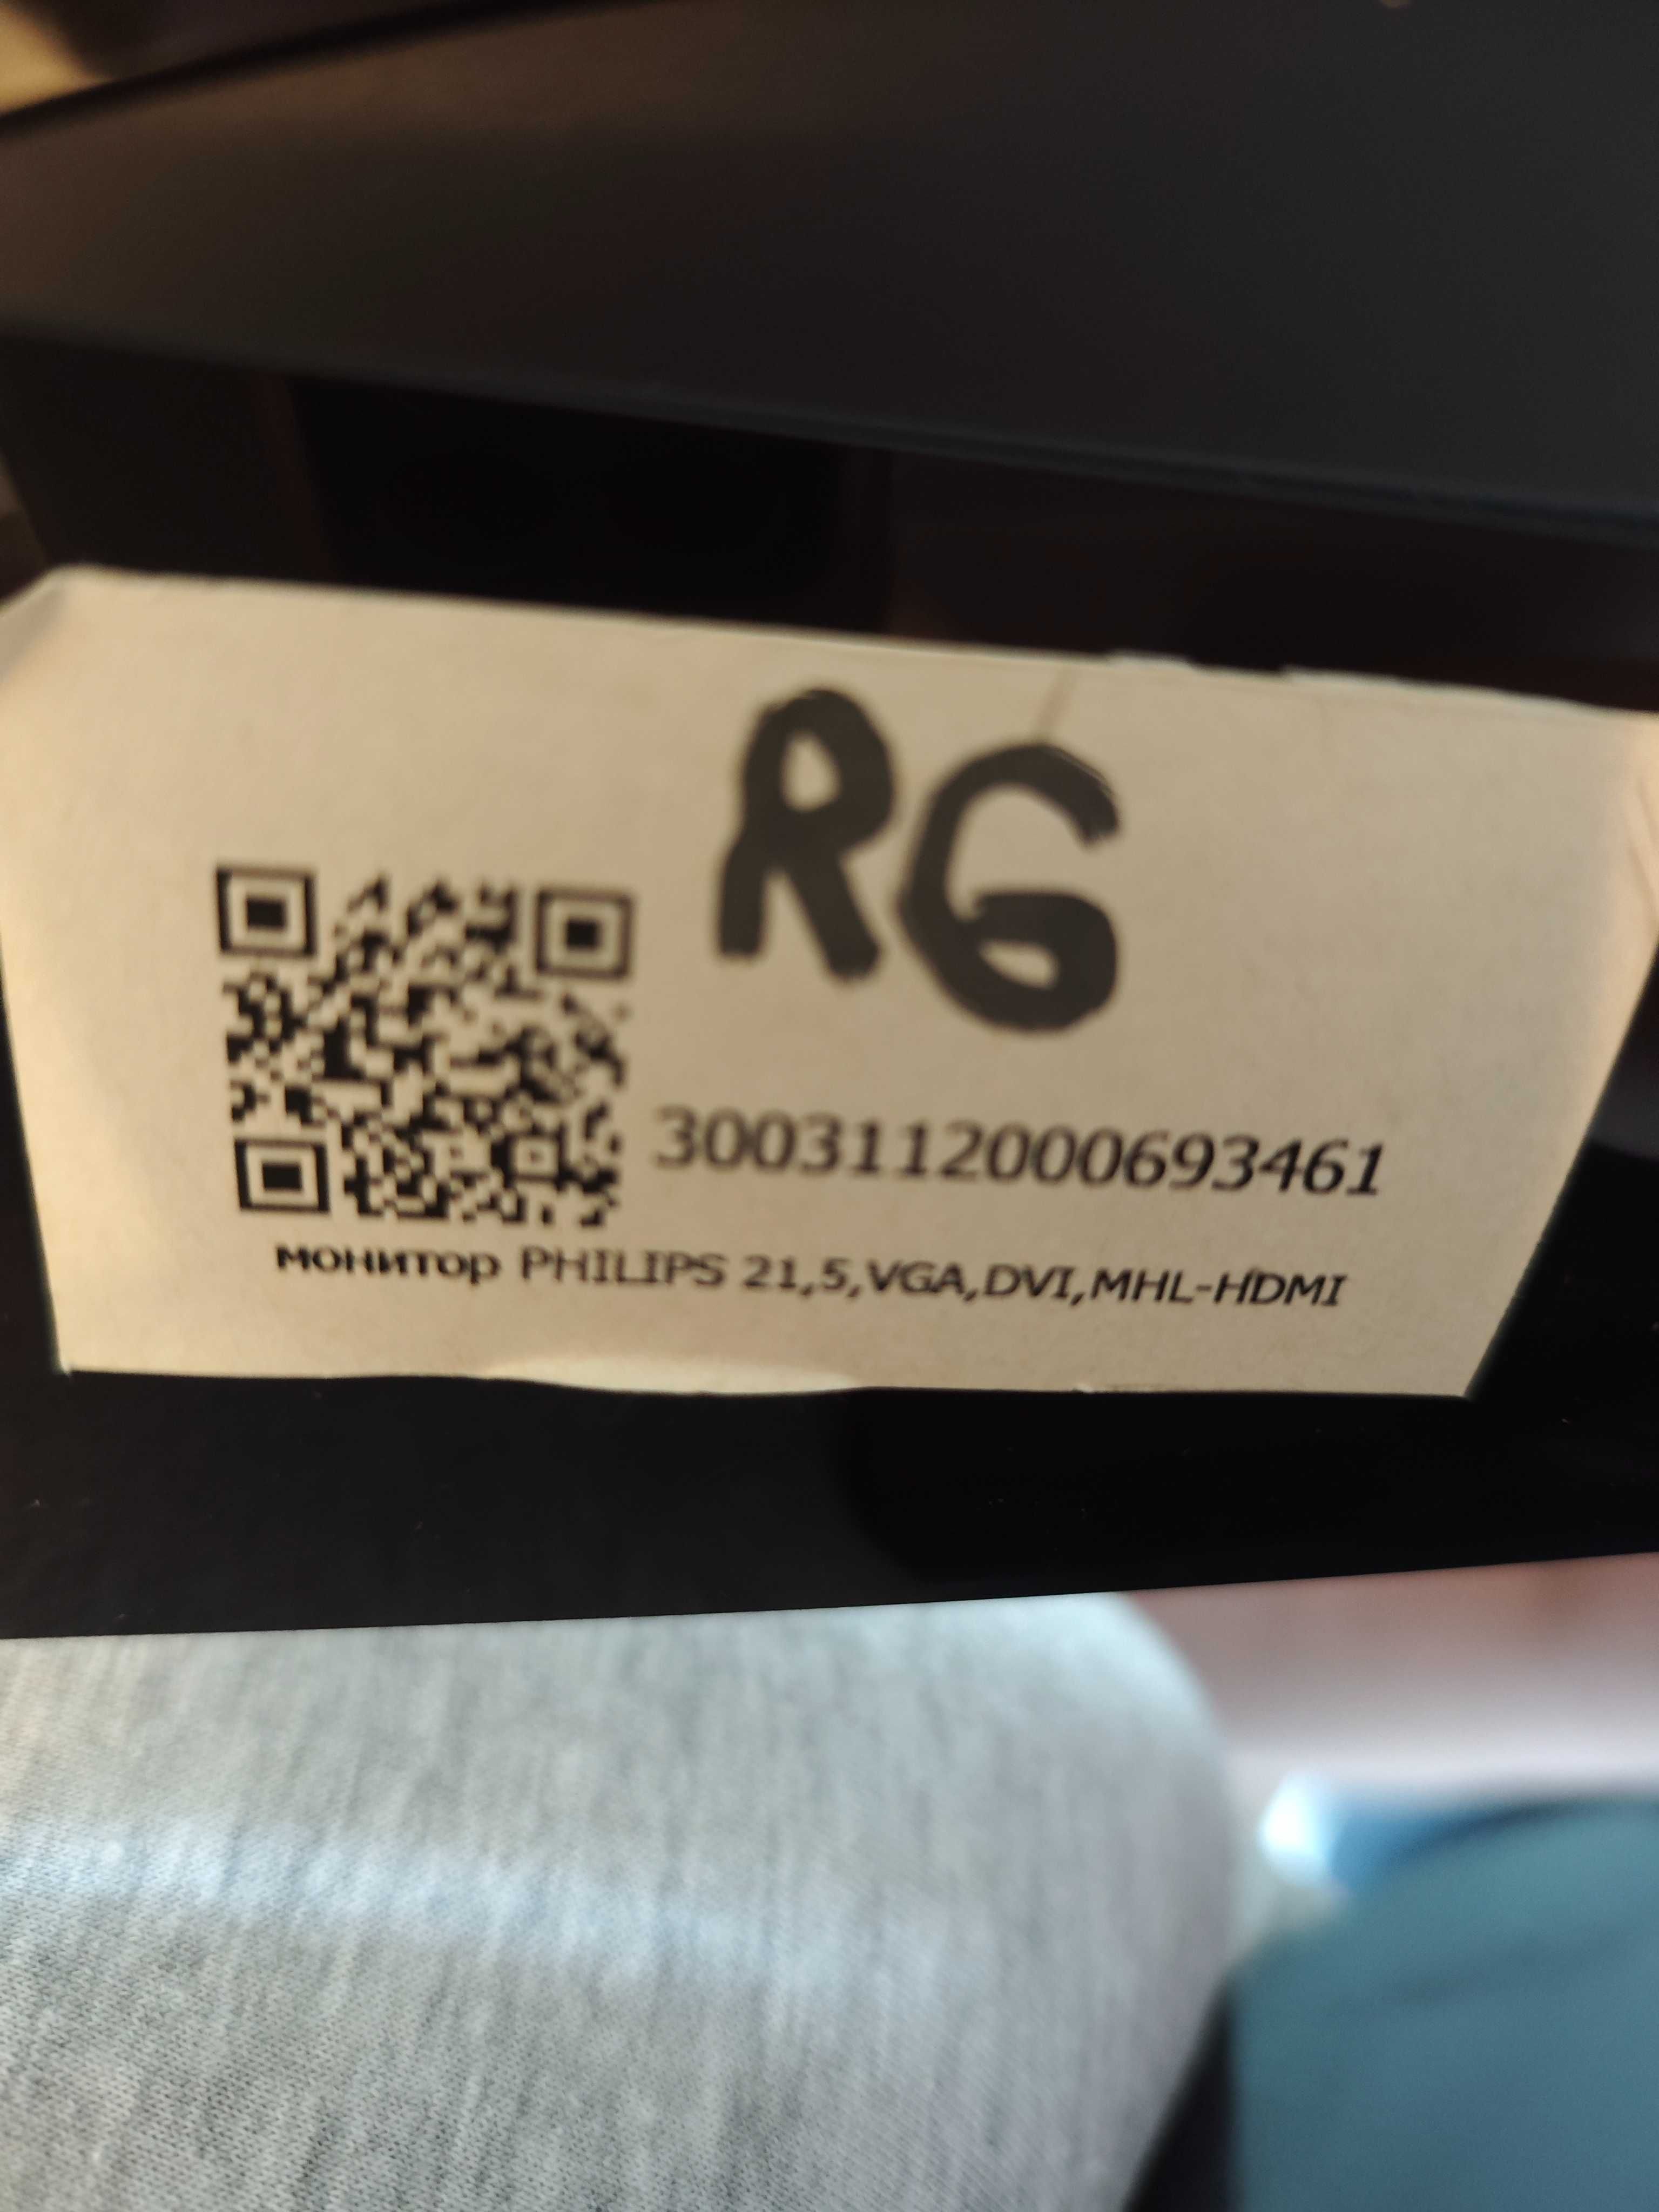 RG
3003112000693461
монитор PHILIPS 21,5,VGA,DVI,MHL-HDMI